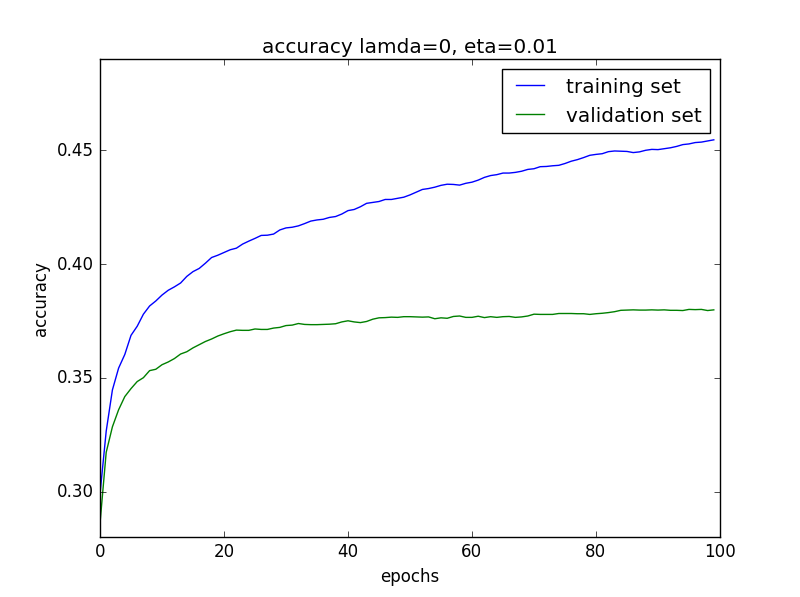 accuracy lamda=0, eta=0.01
training set
validation set
0.45
0.40
0.35
0.30
accuracy
0
20
40
60
80
100
epochs